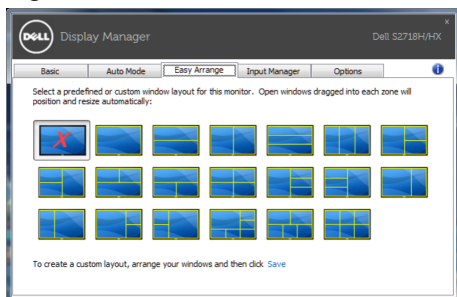 DELL Display Manager Dell S2718H/HX
Basic Auto Mode Easy Arrange Input Manager Options
Select a predefined or custom window layout for this monitor. Open windows dragged into each zone will
position and resize automatically:
To create a custom layout, arrange your windows and then click Save